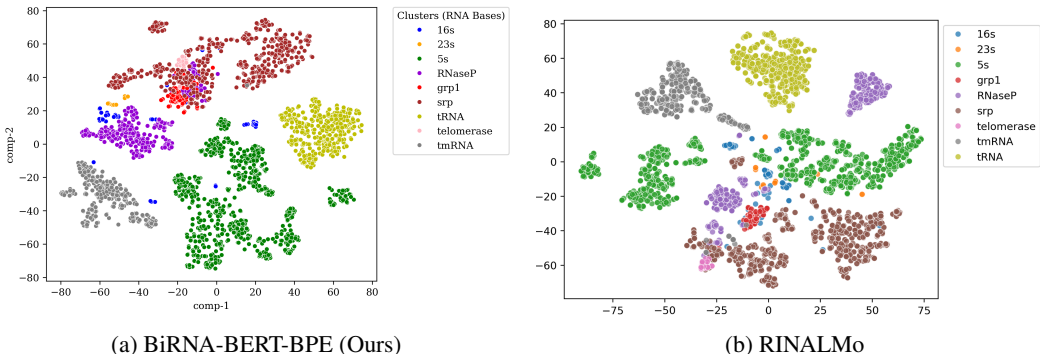 Clusters (RNA Bases)
16s
23s
5s
RNaseP
grp1
srp
tRNA
telomerase
tmRNA
80
60
40
20
0
−20
−40
−60
−80
comp-2
−80
−60
−40
−20
0
20
40
60
80
comp-1
(a) BiRNA-BERT-BPE (Ours)
16s
23s
5s
grp1
RNaseP
srp
telomerase
tmRNA
tRNA
80
60
40
20
0
−20
−40
−60
−75
−50
−25
0
25
50
75
(b) RINALMo